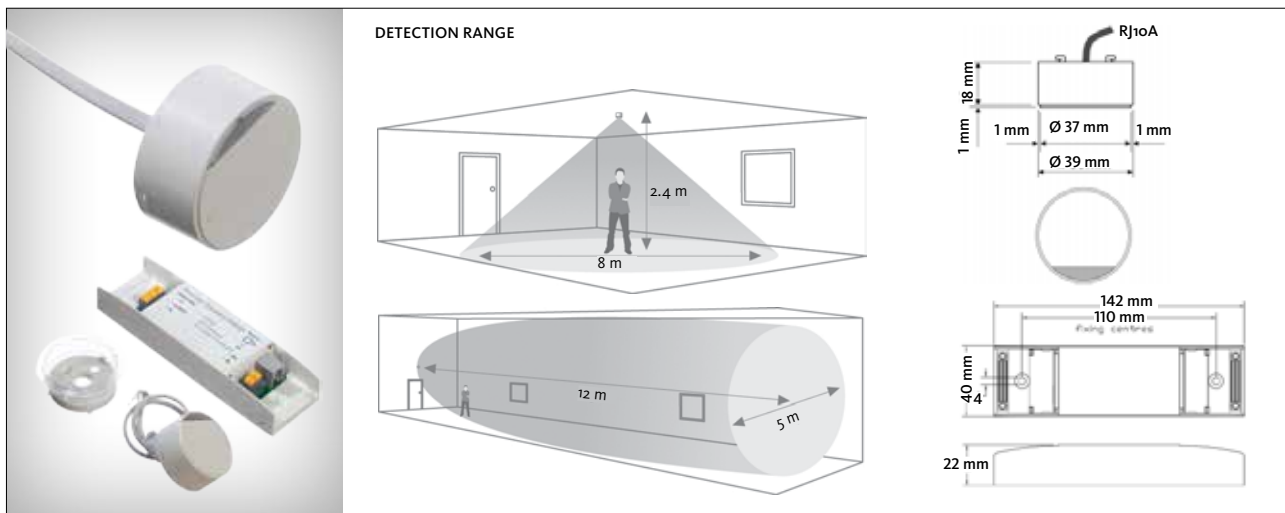 DETECTION RANGE
2.4 m
8 m
12 m
5 m
RJ10A
18 mm
1 mm
1 mm
Ø 37 mm
1 mm
Ø 39 mm
142 mm
110 mm
fixing centres
40 mm
4
22 mm